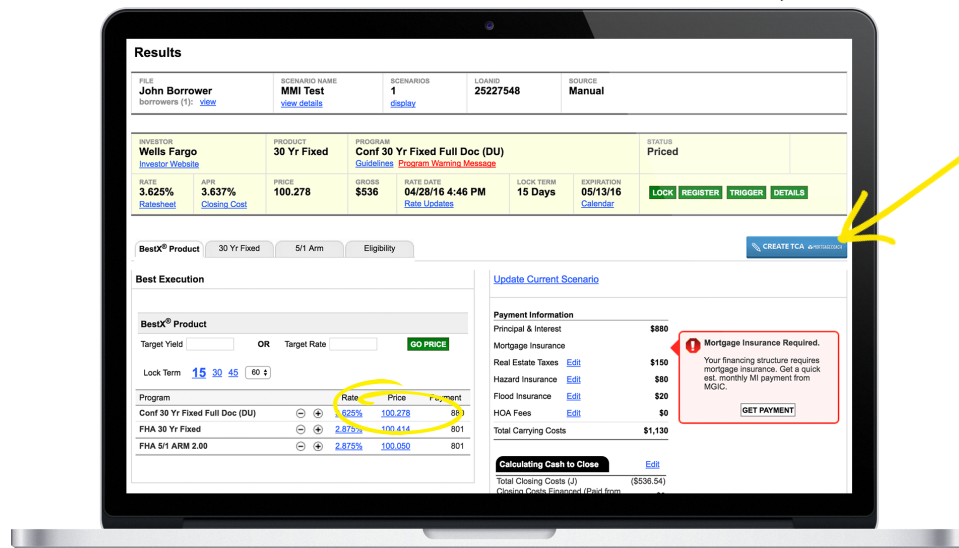 Results
FILE SCENARIO NAME SCENARIOS LOANID SOURCE
John Borrower MMI Test 1 25227548 Manual
borrowers (1): view view details display
INVESTOR PRODUCT PROGRAM STATUS
Wells Fargo 30 Yr Fixed Conf 30 Yr Fixed Full Doc (DU) Priced
Investor Website Guidelines Program Warning Message
RATE APR PRICE GROSS RATE DATE LOCK TERM EXPIRATION
3.625% 3.637% 100.278 $536 04/28/16 4:46 PM 15 Days 05/13/16 LOCK REGISTER TRIGGER DETAILS
Ratesheet Closing Cost Rate Updates Calendar
BestX® Product 30 Yr Fixed 5/1 Arm Eligibility CREATE TCA MORTGAGECOACH
Best Execution
BestX® Product
Target Yield OR Target Rate GO PRICE
Lock Term 15 30 45 60
Program Rate Price Payment
Conf 30 Yr Fixed Full Doc (DU) .625% 100.278 880
FHA 30 Yr Fixed 2.875% 100.414 801
FHA 5/1 ARM 2.00 2.875% 100.050 801
Update Current Scenario
Payment Information
Principal & Interest $880
Mortgage Insurance
Real Estate Taxes Edit $150
Hazard Insurance Edit $80
Flood Insurance Edit $20
HOA Fees Edit $0
Total Carrying Costs $1,130
Mortgage Insurance Required.
Your financing structure requires
mortgage insurance. Get a quick
est. monthly MI payment from
MGIC.
GET PAYMENT
Calculating Cash to Close Edit
Total Closing Costs (J) ($536.54)
Closing Costs Financed (Paid from